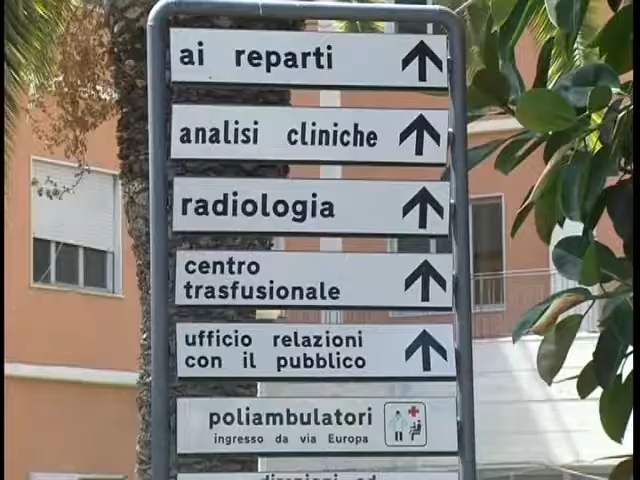 ai reparti
analisi cliniche
radiologia
centro
trasfusionale
ufficio relazioni
con il pubblico
poliambulatori
ingresso da via Europa